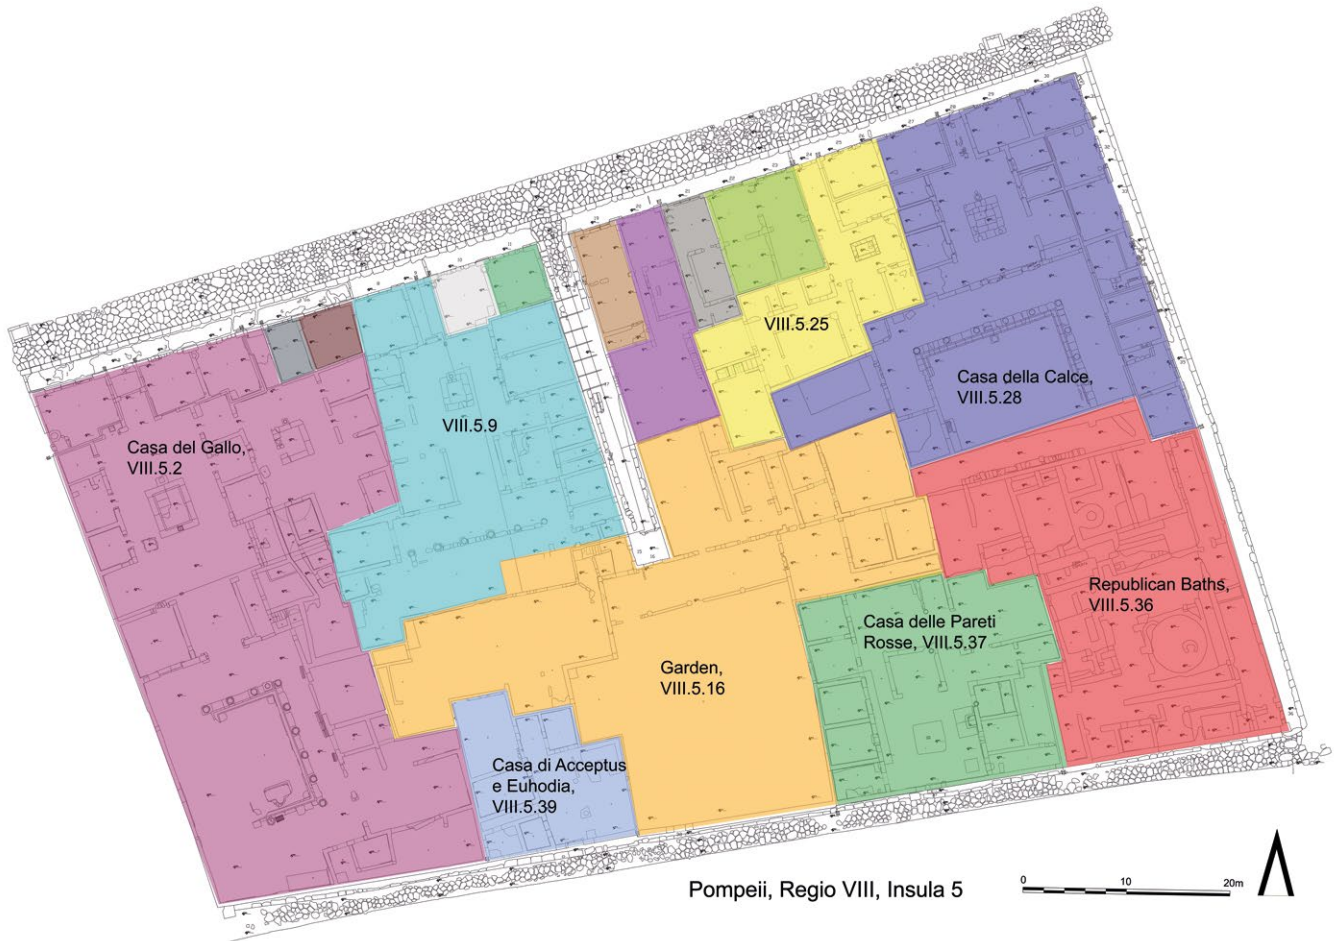 VIII.5.25
Casa della Calce,
VIII.5.28
VIII.5.9
Casa del Gallo,
VIII.5.2
Republican Baths,
VIII.5.36
Casa delle Pareti
Rosse, VIII.5.37
Garden,
VIII.5.16
Casa di Acceptus
e Euhodia,
VIII.5.39
Pompeii, Regio VIII, Insula 5
0 10 20m